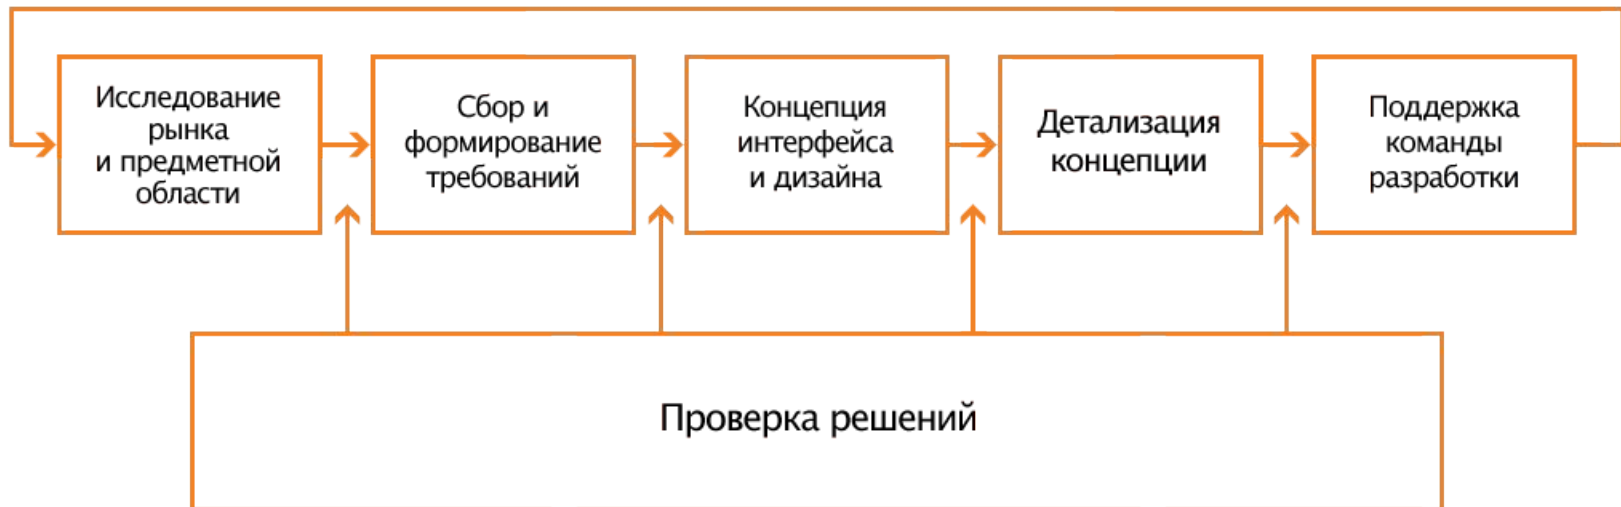 Исследование
рынка
и предметной
области
Сбор и
формирование
требований
Концепция
интерфейса
и дизайна
Детализация
концепции
Поддержка
команды
разработки
Проверка решений